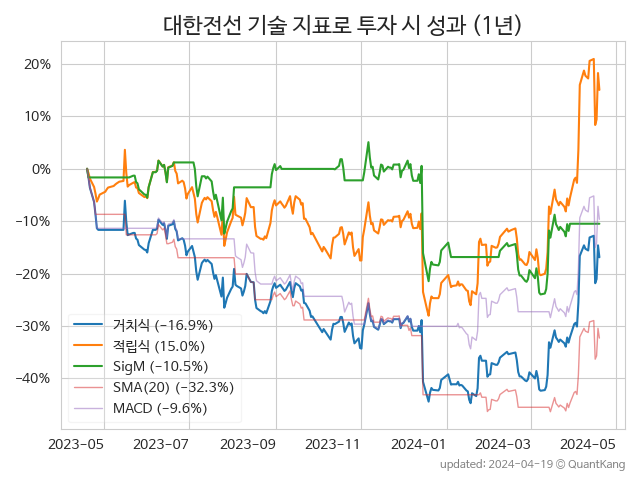 대한전선 기술 지표로 투자 시 성과 (1년)
20%
10%
0%
−10%
−20%
−30%
−40%
거치식 (−16.9%)
적립식 (15.0%)
SigM (−10.5%)
SMA(20) (−32.3%)
MACD (−9.6%)
2023-05 2023-07 2023-09 2023-11 2024-01 2024-03 2024-05
updated: 2024-04-19 © QuantKang